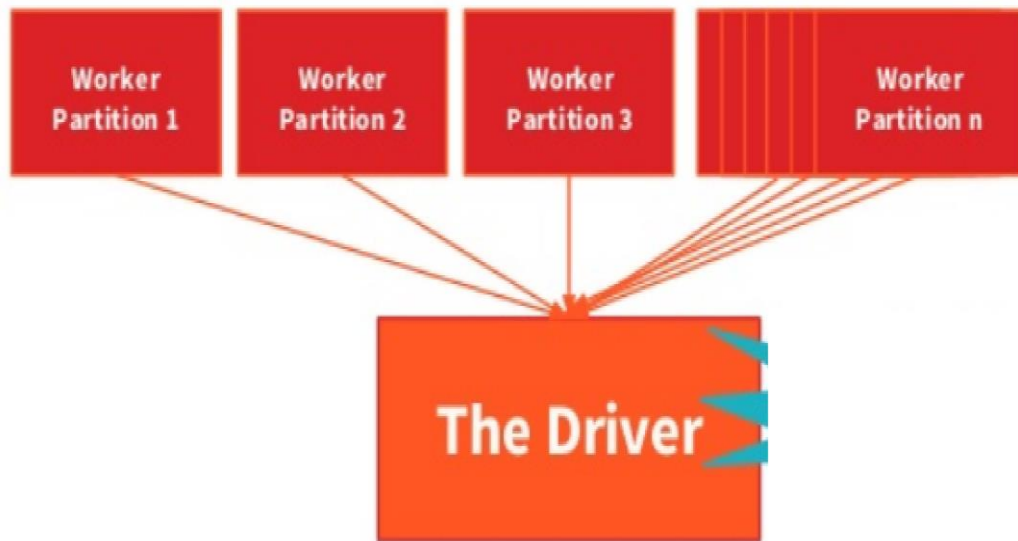 Worker
Partition 1
Worker
Partition 2
Worker
Partition 3
Worker
Partition n
The Driver